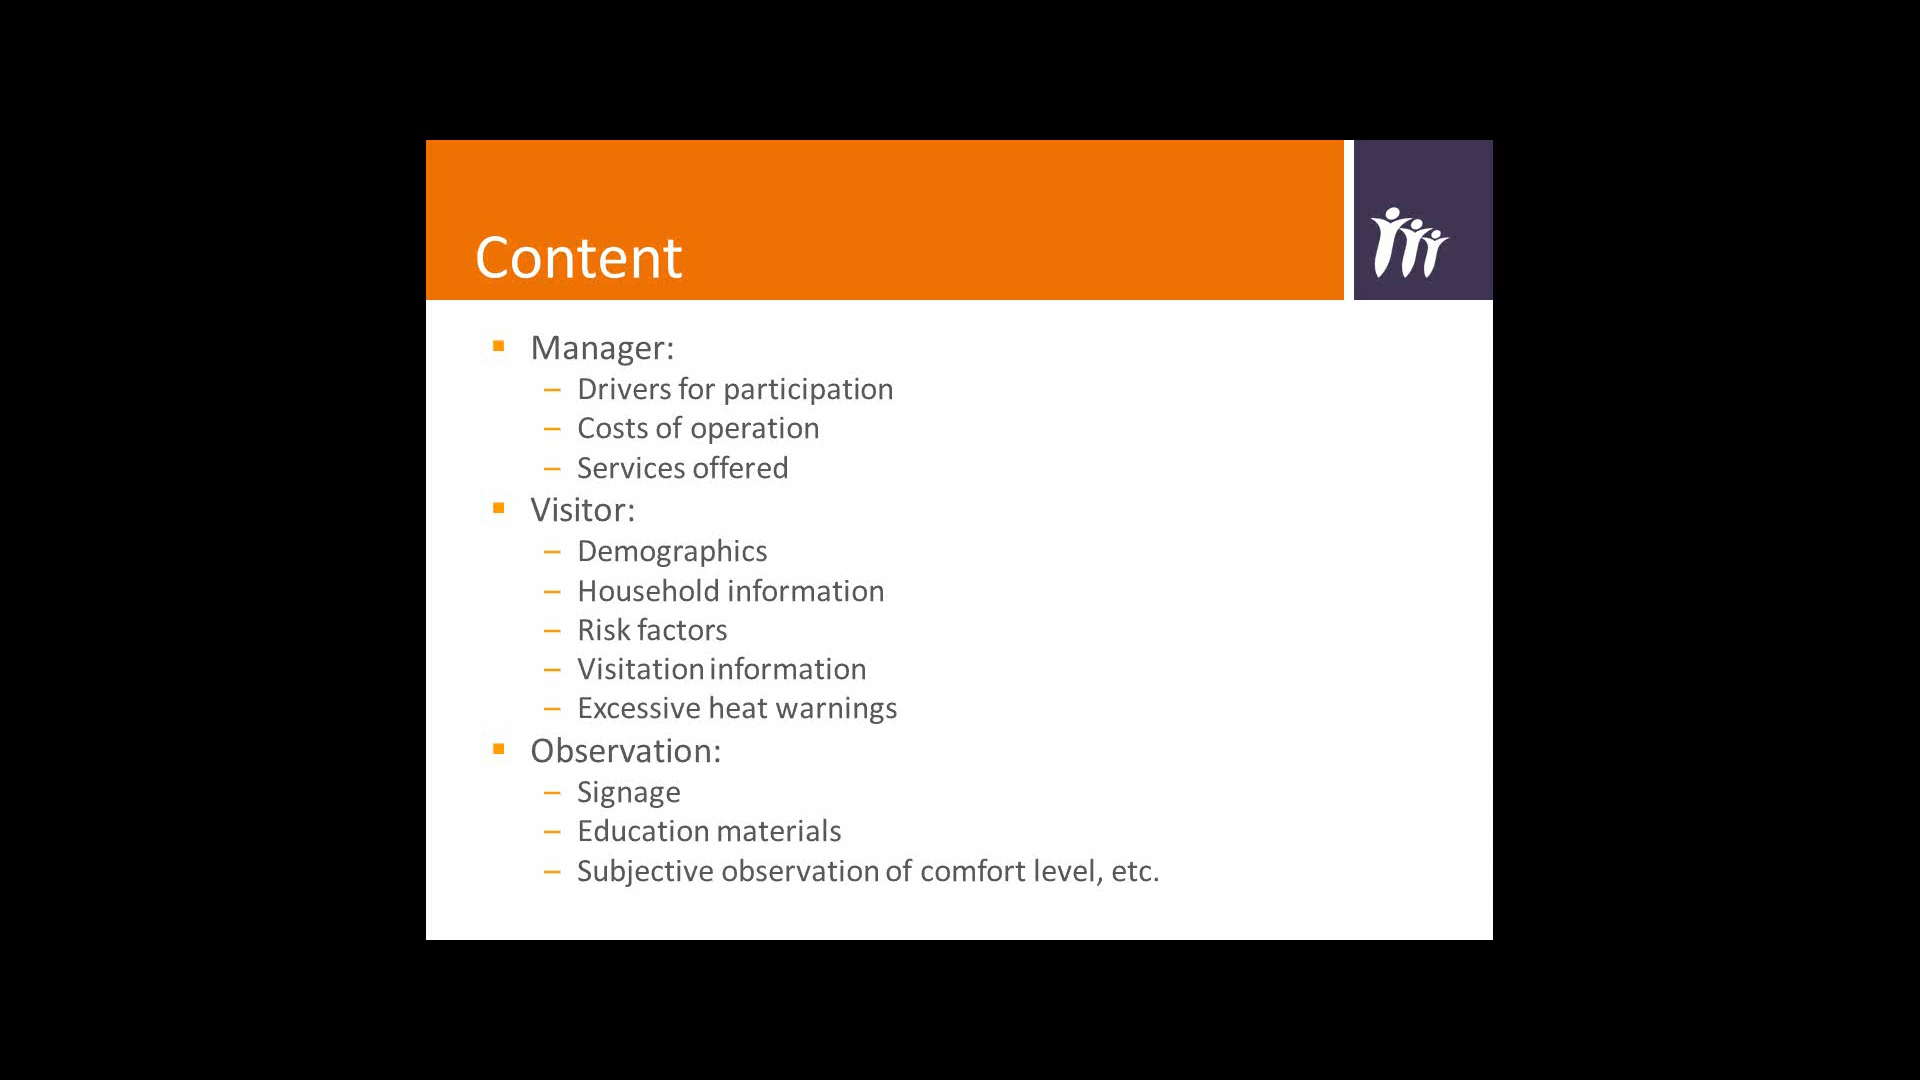 Content
Manager:
– Drivers for participation
– Costs of operation
– Services offered
Visitor:
– Demographics
– Household information
– Risk factors
– Visitation information
– Excessive heat warnings
Observation:
– Signage
– Education materials
– Subjective observation of comfort level, etc.